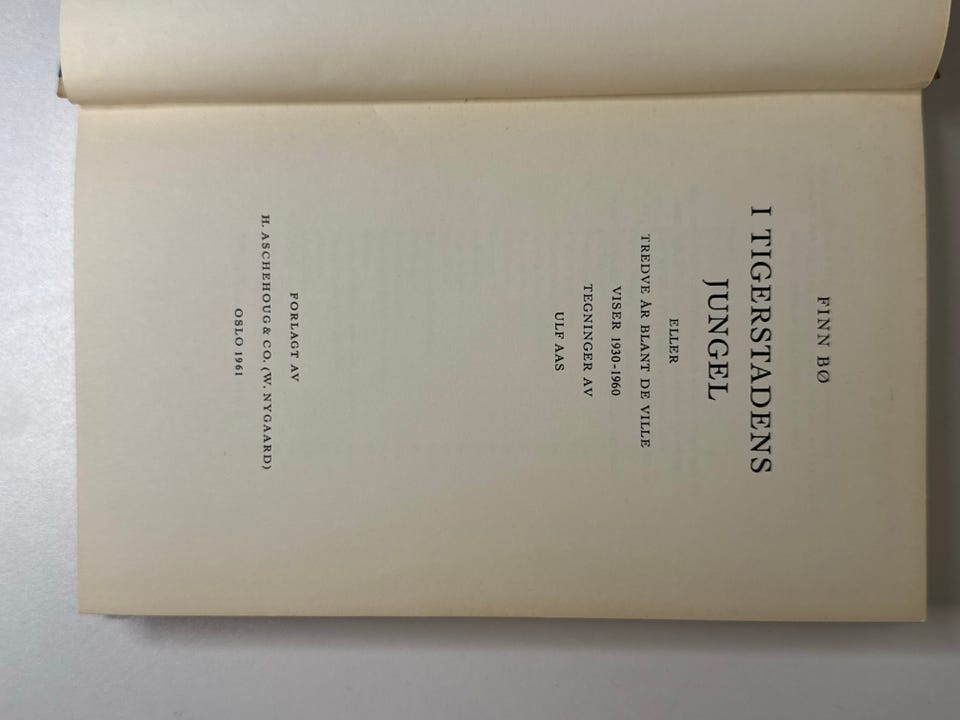 FINN BØ
I TIGERSTADENS
JUNGEL
ELLER
TREDVE ÅR BLANT DE VILLE
VISER 1930-1960
TEGNINGER AV
ULF AAS
FORLAGT AV
H. ASCHEHOUG & CO. (W. NYGAARD)
OSLO 1961